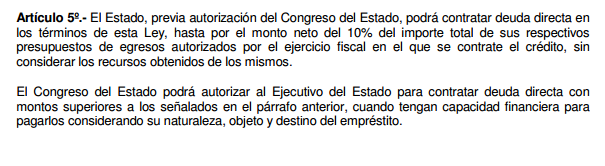 Artículo 5º.- El Estado, previa autorización del Congreso del Estado, podrá contratar deuda directa en
los términos de esta Ley, hasta por el monto neto del 10% del importe total de sus respectivos
presupuestos de egresos autorizados por el ejercicio fiscal en el que se contrate el crédito, sin
considerar los recursos obtenidos de los mismos.
El Congreso del Estado podrá autorizar al Ejecutivo del Estado para contratar deuda directa con
montos superiores a los señalados en el párrafo anterior, cuando tengan capacidad financiera para
pagarlos considerando su naturaleza, objeto y destino del empréstito.